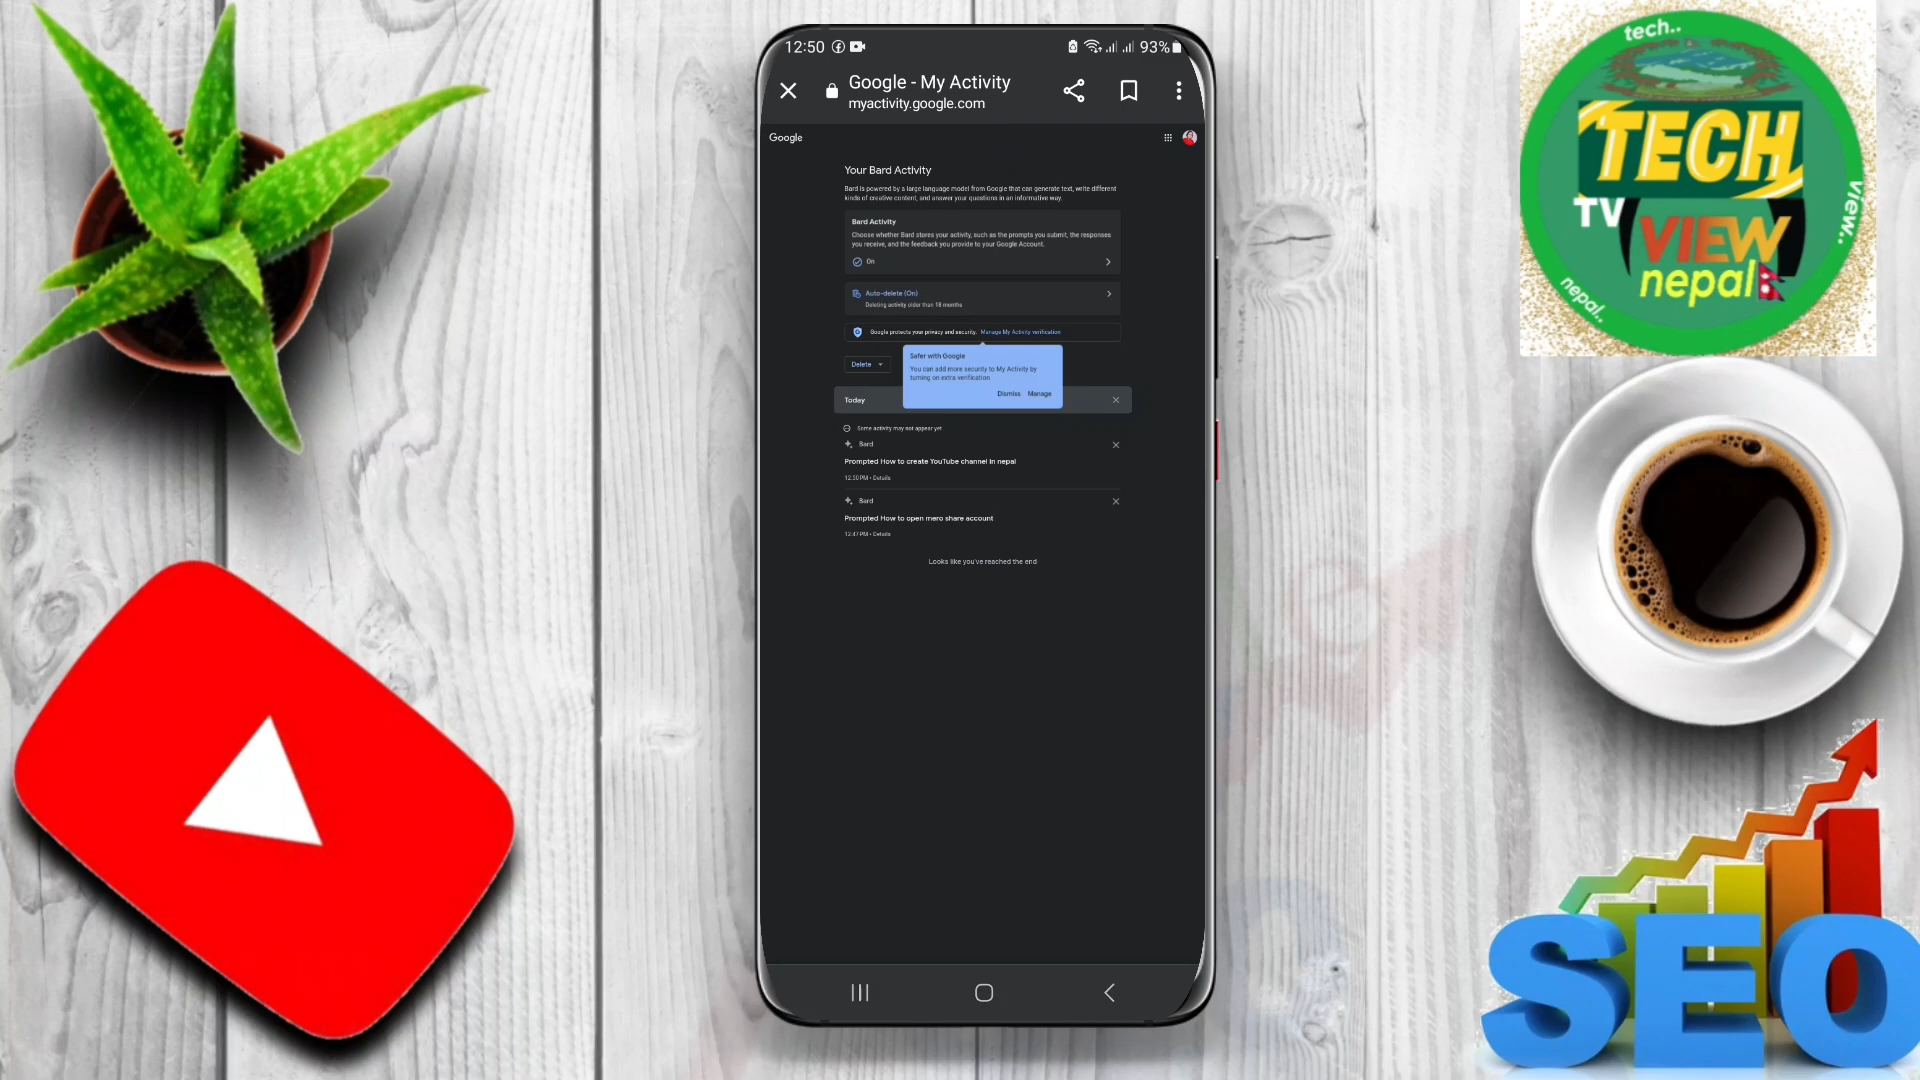 12:50
93%
Google - My Activity
myactivity.google.com
Google
Your Bard Activity
Bard is powered by a large language model from Google that can generate text, write different
kinds of creative content, and answer your questions in an informative way.
Bard Activity
Choose whether Bard stores your activity, such as the prompts you submit, the responses
you receive, and the feedback you provide to your Google Account.
On
Auto-delete (On)
Deleting activity older than 18 months
Google protects your privacy and security. Manage My Activity verification
Safer with Google
You can add more security to My Activity by
turning on extra verification
Dismiss Manage
Delete
Today
Some activity may not appear yet
Bard
Prompted How to create YouTube channel in nepal
12:50 PM • Details
Bard
Prompted How to open mero share account
12:47 PM • Details
Looks like you've reached the end
tech..
TECH
TV
VIEW
nepal
view..
nepal..
SEO